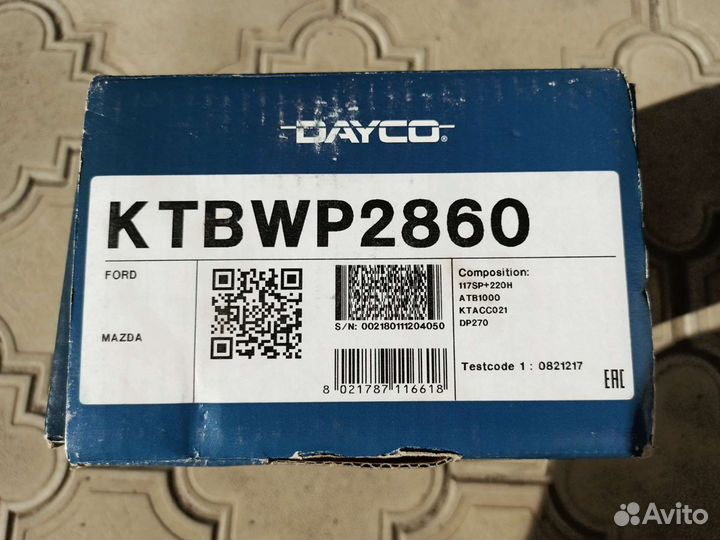 DAYCO®
KTBWP2860
FORD
MAZDA
S/N: 002180111204050
8 021787 116618
Composition:
117SP+220H
ATB1000
KTACC021
DP270
Testcode 1 : 0821217
EAC
Avito